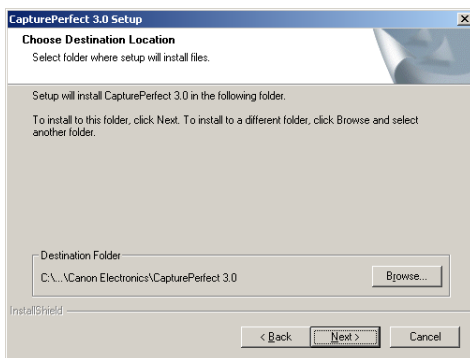 CapturePerfect 3.0 Setup
Choose Destination Location
Select folder where setup will install files.
Setup will install CapturePerfect 3.0 in the following folder.
To install to this folder, click Next. To install to a different folder, click Browse and select
another folder.
Destination Folder
C:\...\Canon Electronics\CapturePerfect 3.0
Browse...
InstallShield
< Back
Next >
Cancel